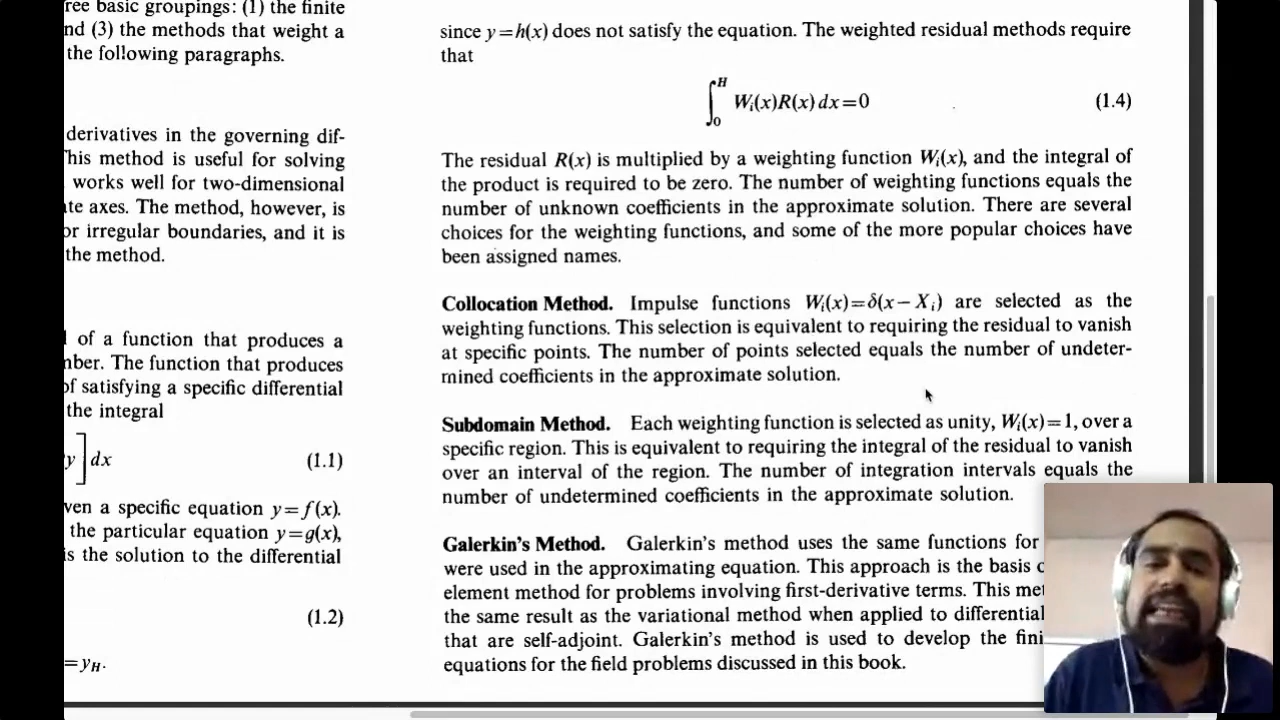 ree basic groupings: (1) the finite
nd (3) the methods that weight a
the following paragraphs.
derivatives in the governing dif-
This method is useful for solving
works well for two-dimensional
te axes. The method, however, is
or irregular boundaries, and it is
the method.
of a function that produces a
nber. The function that produces
of satisfying a specific differential
the integral
y ] dx (1.1)
ven a specific equation y=f(x).
the particular equation y=g(x),
is the solution to the differential
(1.2)
=yH.
since y=h(x) does not satisfy the equation. The weighted residual methods require
that
∫₀ᴴ Wi(x)R(x) dx=0 (1.4)
The residual R(x) is multiplied by a weighting function Wi(x), and the integral of
the product is required to be zero. The number of weighting functions equals the
number of unknown coefficients in the approximate solution. There are several
choices for the weighting functions, and some of the more popular choices have
been assigned names.
Collocation Method. Impulse functions Wi(x)=δ(x−Xi) are selected as the
weighting functions. This selection is equivalent to requiring the residual to vanish
at specific points. The number of points selected equals the number of undeter-
mined coefficients in the approximate solution.
Subdomain Method. Each weighting function is selected as unity, Wi(x)=1, over a
specific region. This is equivalent to requiring the integral of the residual to vanish
over an interval of the region. The number of integration intervals equals the
number of undetermined coefficients in the approximate solution.
Galerkin's Method. Galerkin's method uses the same functions for
were used in the approximating equation. This approach is the basis
element method for problems involving first-derivative terms. This
the same result as the variational method when applied to differential
that are self-adjoint. Galerkin's method is used to develop the
equations for the field problems discussed in this book.